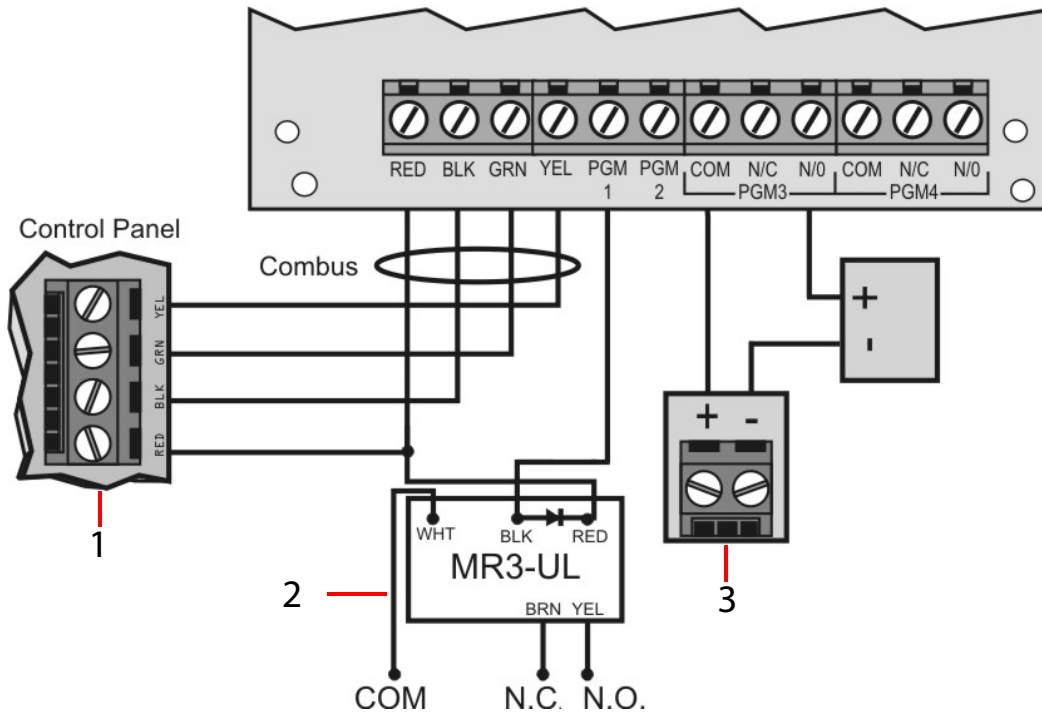 RED BLK GRN YEL PGM 1 PGM 2 COM N/C N/0 COM N/C N/0
PGM3 PGM4
Control Panel
Combus
YEL
GRN
BLK
RED
+
-
+ -
1
WHT BLK RED
MR3-UL
2
3
BRN YEL
COM N.C. N.O.